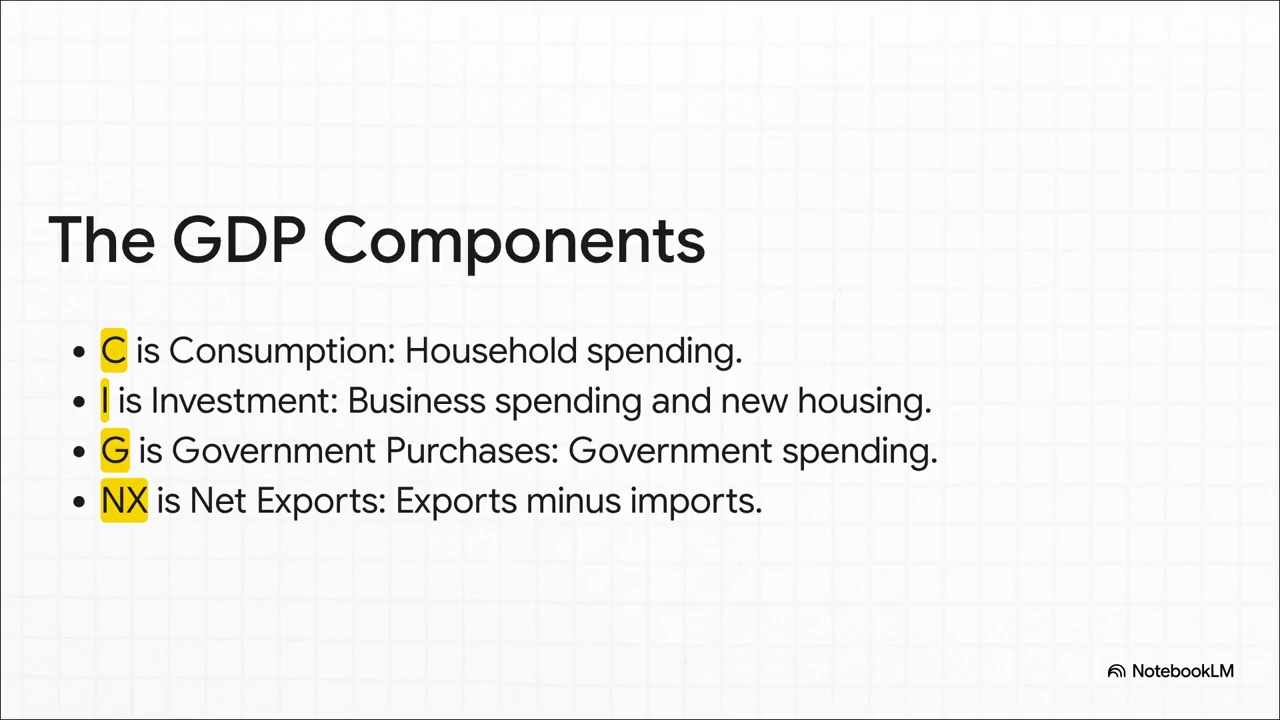 The GDP Components
• C is Consumption: Household spending.
• I is Investment: Business spending and new housing.
• G is Government Purchases: Government spending.
• NX is Net Exports: Exports minus imports.
NotebookLM